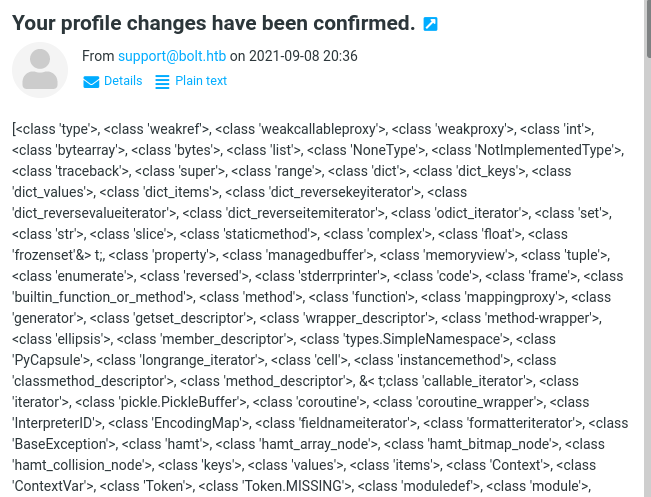 Your profile changes have been confirmed.
From support@bolt.htb on 2021-09-08 20:36
Details Plain text
[<class 'type'>, <class 'weakref'>, <class 'weakcallableproxy'>, <class 'weakproxy'>, <class 'int'>,
<class 'bytearray'>, <class 'bytes'>, <class 'list'>, <class 'NoneType'>, <class 'NotImplementedType'>,
<class 'traceback'>, <class 'super'>, <class 'range'>, <class 'dict'>, <class 'dict_keys'>, <class
'dict_values'>, <class 'dict_items'>, <class 'dict_reversekeyiterator'>, <class
'dict_reversevalueiterator'>, <class 'dict_reverseitemiterator'>, <class 'odict_iterator'>, <class 'set'>,
<class 'str'>, <class 'slice'>, <class 'staticmethod'>, <class 'complex'>, <class 'float'>, <class
'frozenset'&> t;, <class 'property'>, <class 'managedbuffer'>, <class 'memoryview'>, <class 'tuple'>,
<class 'enumerate'>, <class 'reversed'>, <class 'stderrprinter'>, <class 'code'>, <class 'frame'>, <class
'builtin_function_or_method'>, <class 'method'>, <class 'function'>, <class 'mappingproxy'>, <class
'generator'>, <class 'getset_descriptor'>, <class 'wrapper_descriptor'>, <class 'method-wrapper'>,
<class 'ellipsis'>, <class 'member_descriptor'>, <class 'types.SimpleNamespace'>, <class
'PyCapsule'>, <class 'longrange_iterator'>, <class 'cell'>, <class 'instancemethod'>, <class
'classmethod_descriptor'>, <class 'method_descriptor'>, &< t;class 'callable_iterator'>, <class
'iterator'>, <class 'pickle.PickleBuffer'>, <class 'coroutine'>, <class 'coroutine_wrapper'>, <class
'InterpreterID'>, <class 'EncodingMap'>, <class 'fieldnameiterator'>, <class 'formatteriterator'>, <class
'BaseException'>, <class 'hamt'>, <class 'hamt_array_node'>, <class 'hamt_bitmap_node'>, <class
'hamt_collision_node'>, <class 'keys'>, <class 'values'>, <class 'items'>, <class 'Context'>, <class
'ContextVar'>, <class 'Token'>, <class 'Token.MISSING'>, <class 'moduledef'>, <class 'module'>,